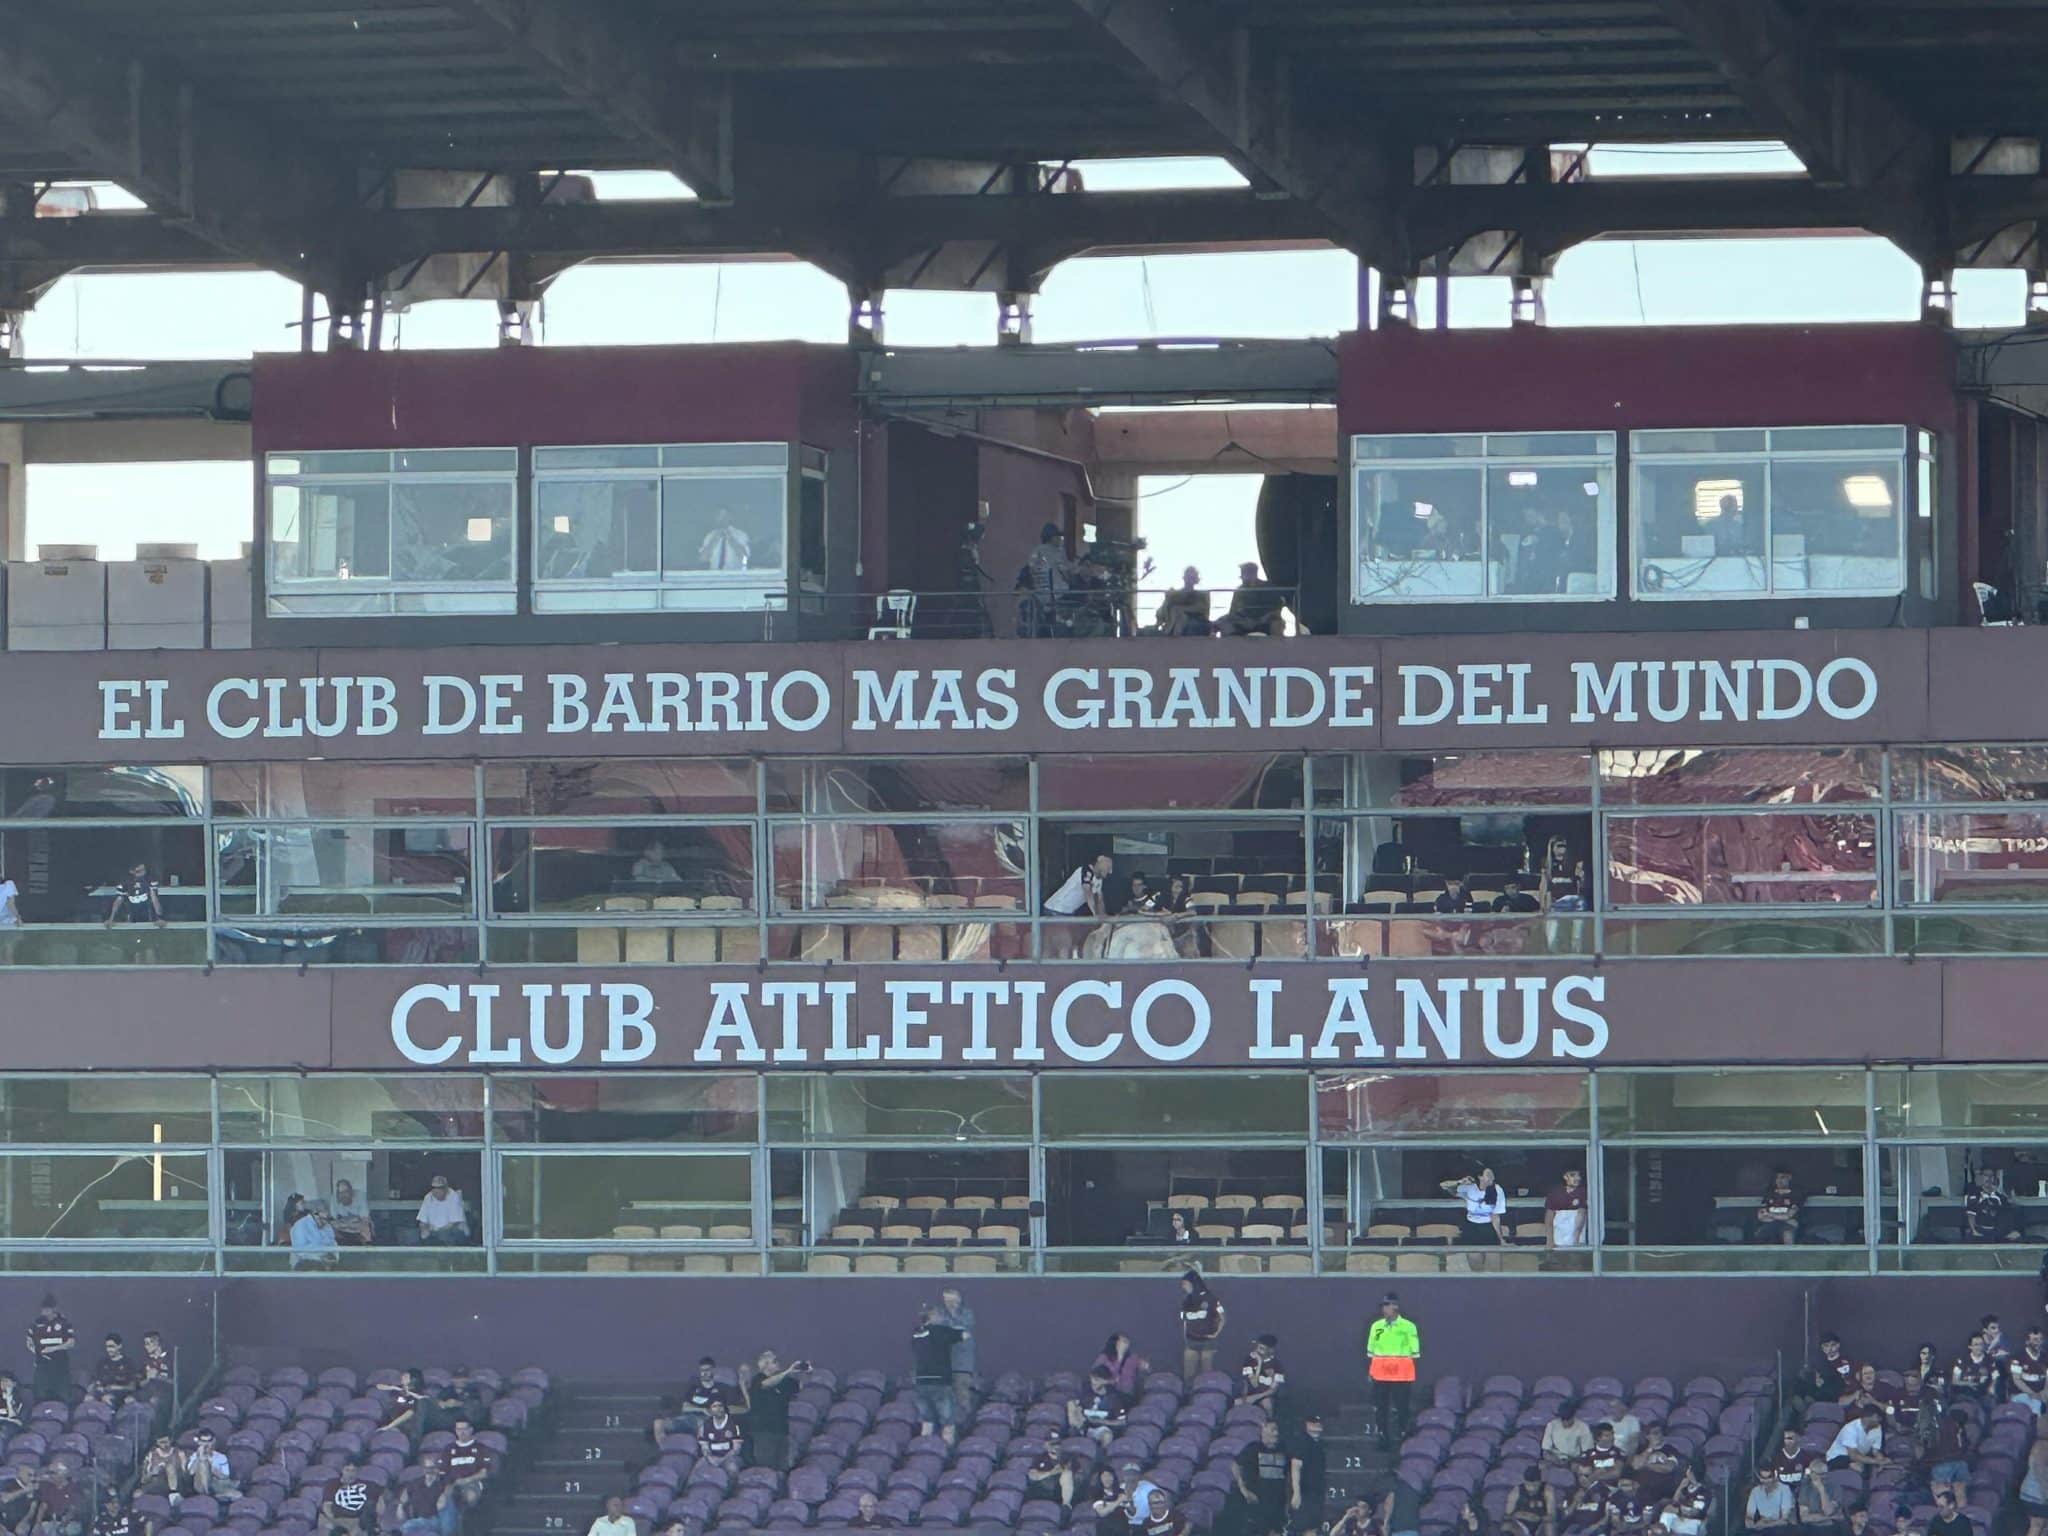 EL CLUB DE BARRIO MAS GRANDE DEL MUNDO
CLUB ATLETICO LANUS